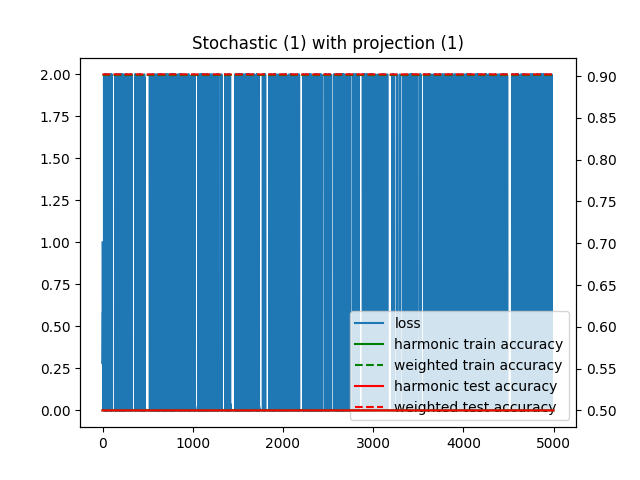 Stochastic (1) with projection (1)
2.00
1.75
1.50
1.25
1.00
0.75
0.50
0.25
0.00
0.90
0.85
0.80
0.75
0.70
0.65
0.60
0.55
0.50
loss
harmonic train accuracy
weighted train accuracy
harmonic test accuracy
weighted test accuracy
0 1000 2000 3000 4000 5000